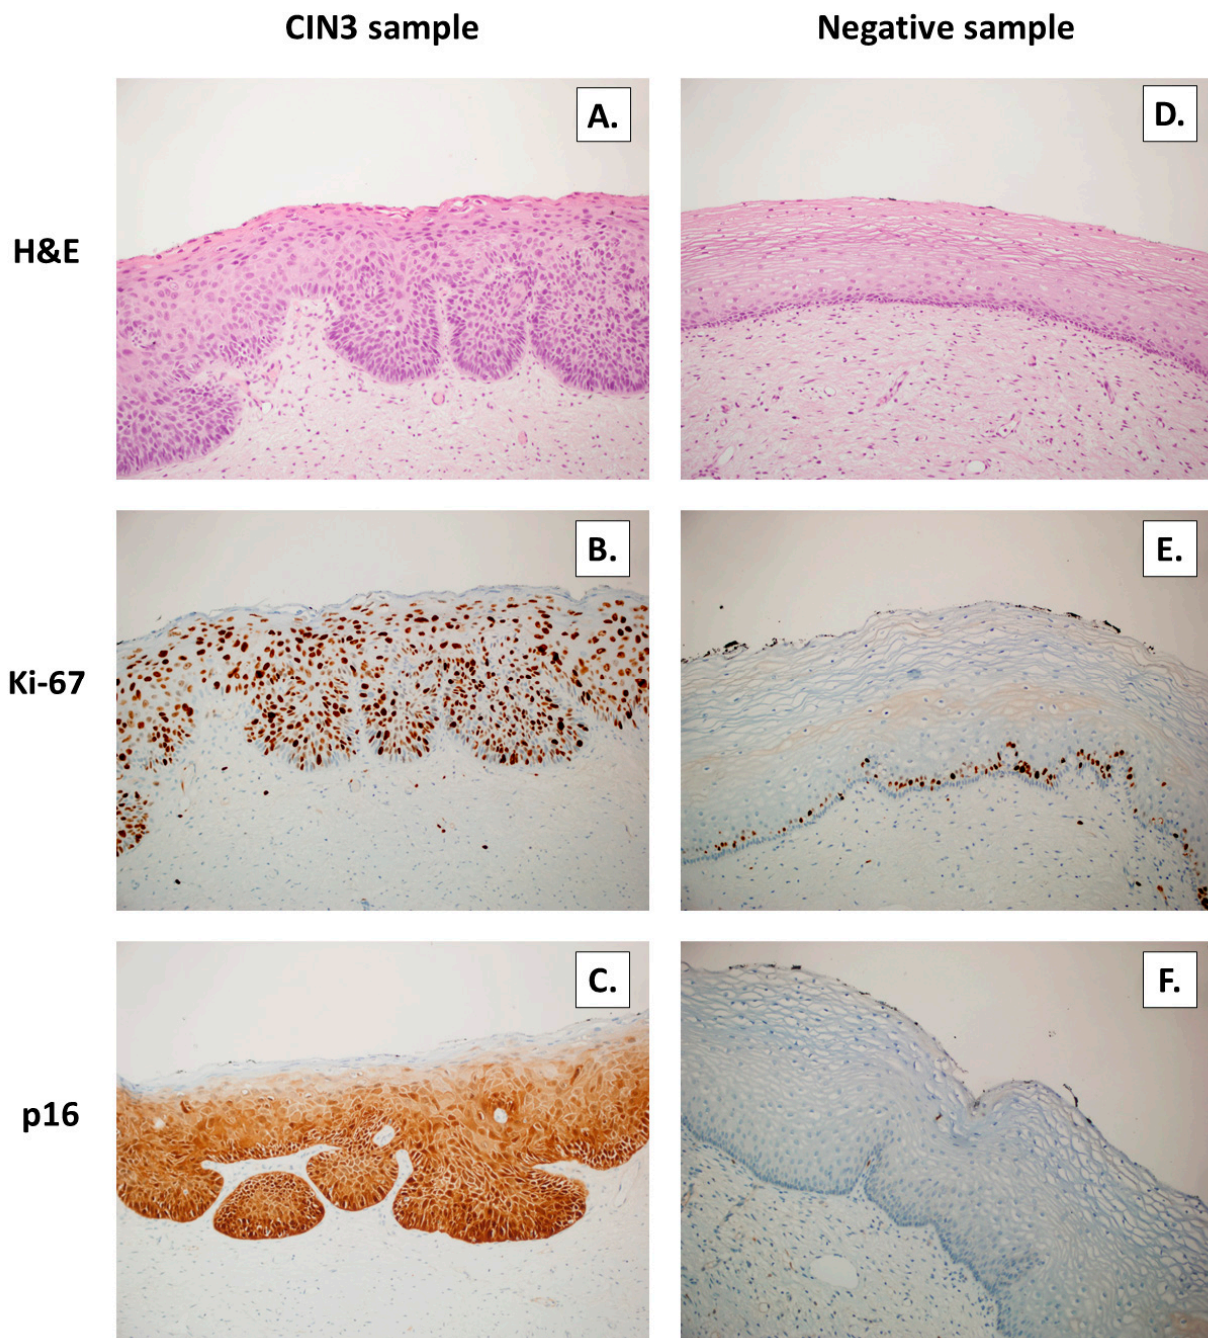 CIN3 sample
Negative sample
H&E
A.
D.
Ki-67
B.
E.
p16
C.
F.